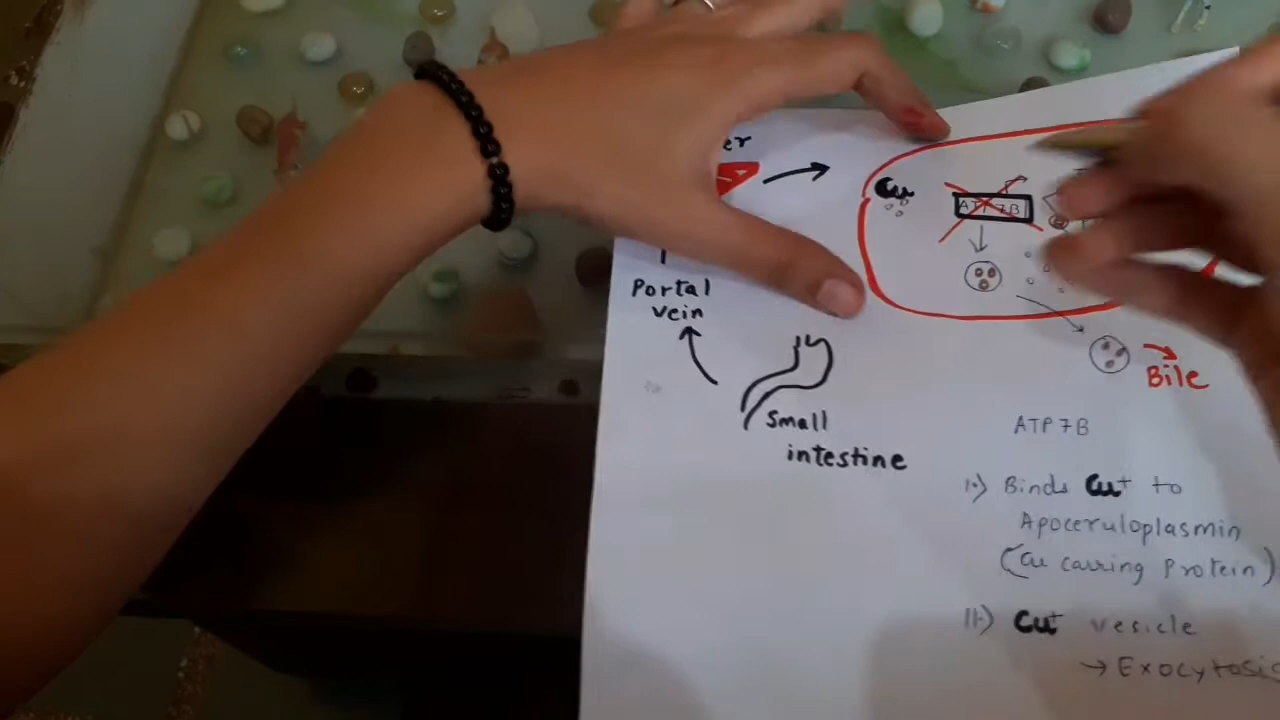 er
Cu
ATP7B
Portal
vein
Small
intestine
Bile
ATP7B
I.) Binds Cu+ to
Apoceruloplasmin
(Cu carring Protein)
II.) Cu+ vesicle
→ Exocytosis